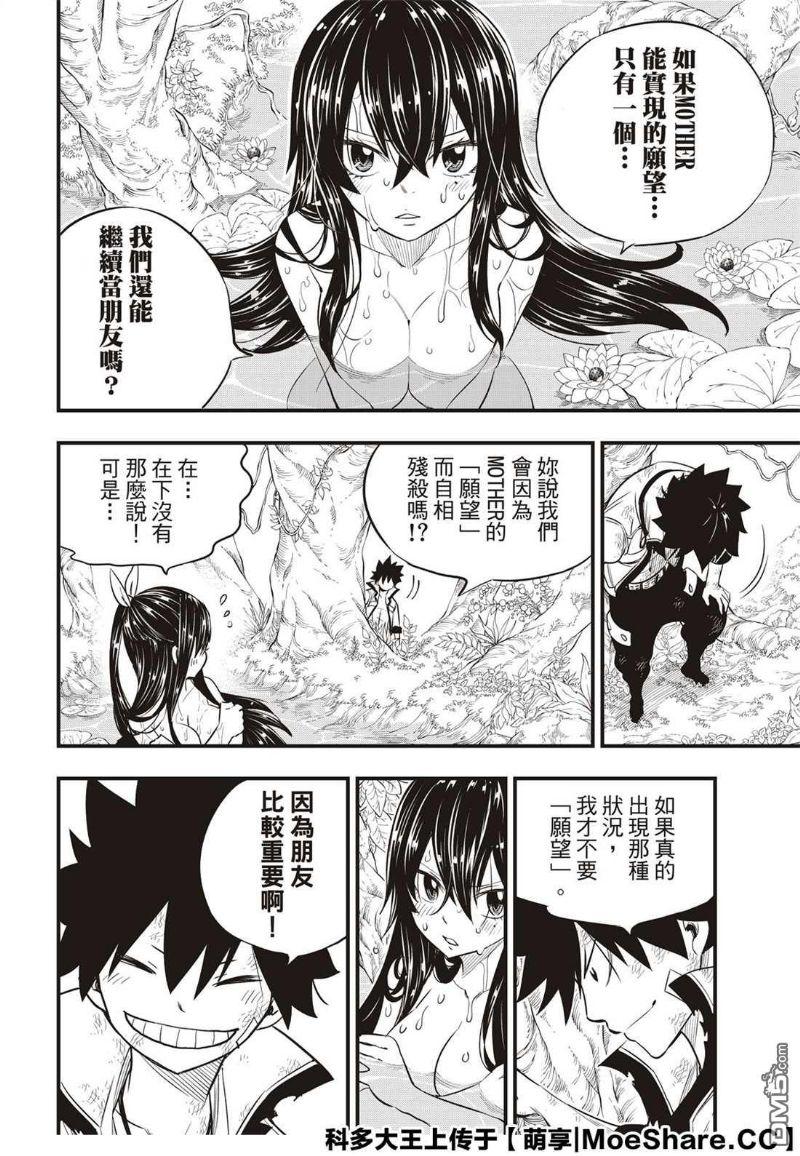 如果MOTHER
能實現的願望…
只有一個…
我們還能
繼續當朋友嗎？
妳說我們
會因為
MOTHER的
「願望」
而自相
殘殺嗎！？
在…
在下沒有
那麼說！
可是…
如果真的
出現那種
狀況，
我才不要
「願望」。
因為朋友
比較重要啊！
科多大王上传于【萌享|MoeShare.CC】
DM5.com